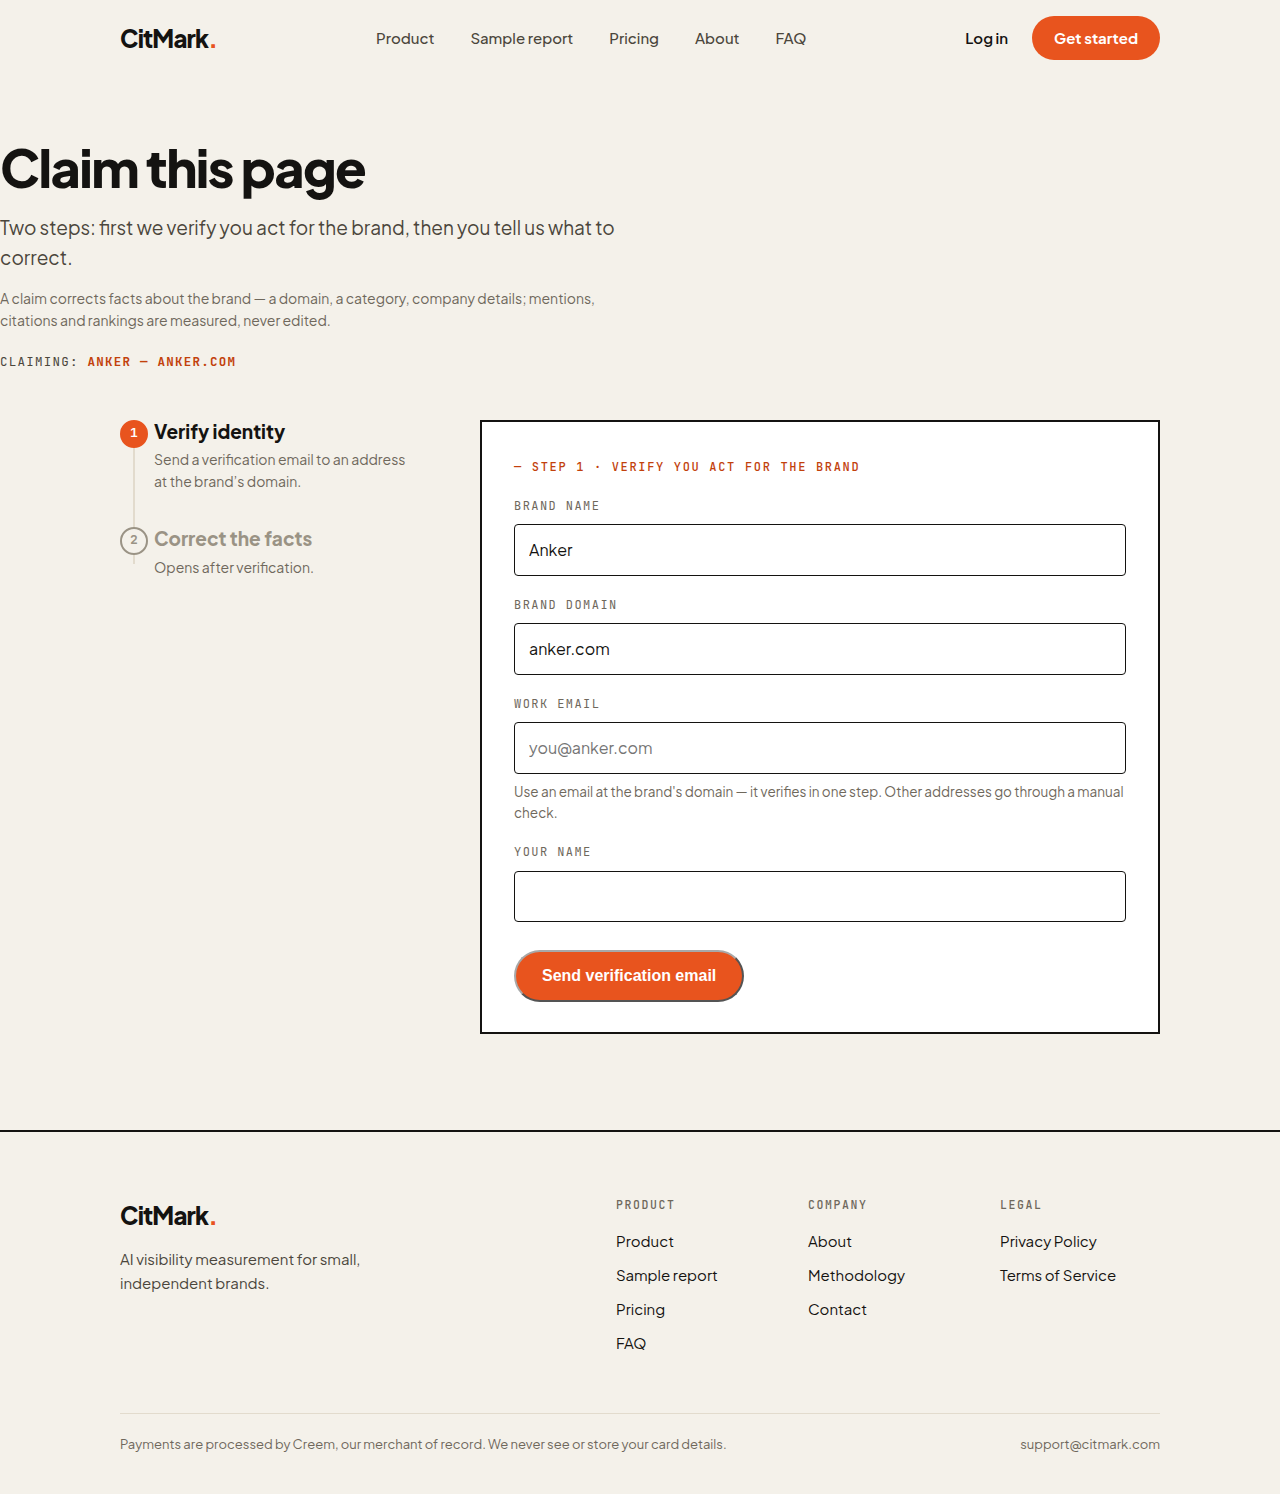 CitMark.
Product
Sample report
Pricing
About
FAQ
Log in
Get started
Claim this page
Two steps: first we verify you act for the brand, then you tell us what to
correct.
A claim corrects facts about the brand — a domain, a category, company details; mentions,
citations and rankings are measured, never edited.
CLAIMING: ANKER — ANKER.COM
1
Verify identity
Send a verification email to an address
at the brand's domain.
2
Correct the facts
Opens after verification.
— STEP 1 · VERIFY YOU ACT FOR THE BRAND
BRAND NAME
Anker
BRAND DOMAIN
anker.com
WORK EMAIL
you@anker.com
Use an email at the brand's domain — it verifies in one step. Other addresses go through a manual
check.
YOUR NAME
Send verification email
CitMark.
AI visibility measurement for small,
independent brands.
PRODUCT
Product
Sample report
Pricing
FAQ
COMPANY
About
Methodology
Contact
LEGAL
Privacy Policy
Terms of Service
Payments are processed by Creem, our merchant of record. We never see or store your card details.
support@citmark.com